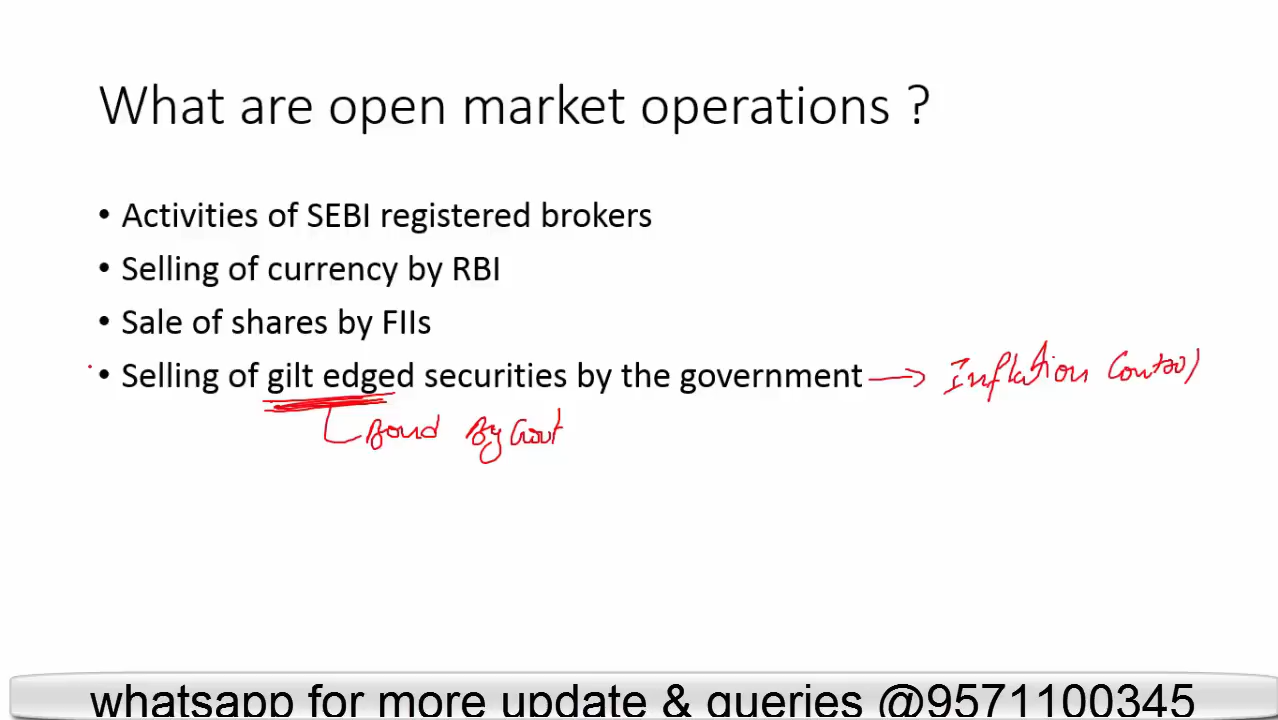 What are open market operations ?
• Activities of SEBI registered brokers
• Selling of currency by RBI
• Sale of shares by FIIs
• Selling of gilt edged securities by the government → Inflation Control
Bond By Govt
whatsapp for more update & queries @9571100345